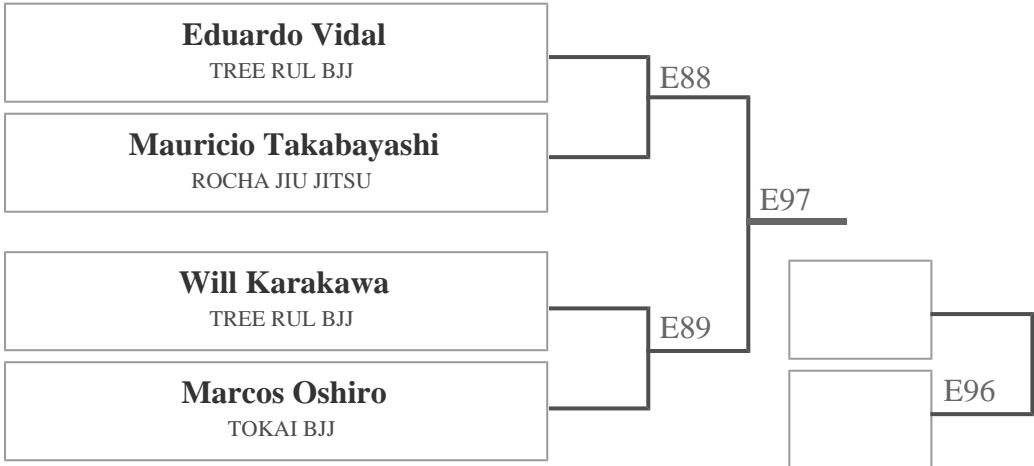 Eduardo Vidal
TREE RUL BJJ
E88
Mauricio Takabayashi
ROCHA JIU JITSU
E97
Will Karakawa
TREE RUL BJJ
E89
Marcos Oshiro
TOKAI BJJ
E96